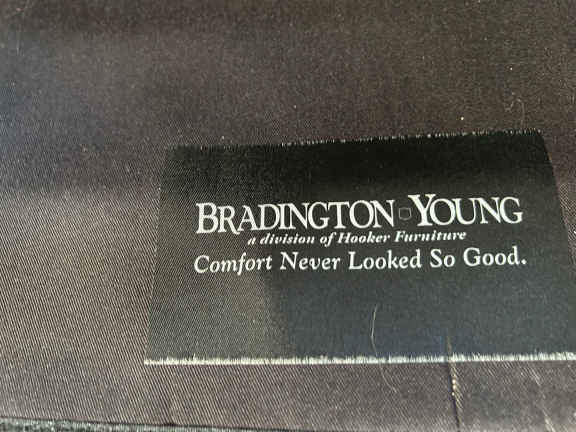 BRADINGTON YOUNG
a division of Hooker Furniture
Comfort Never Looked So Good.